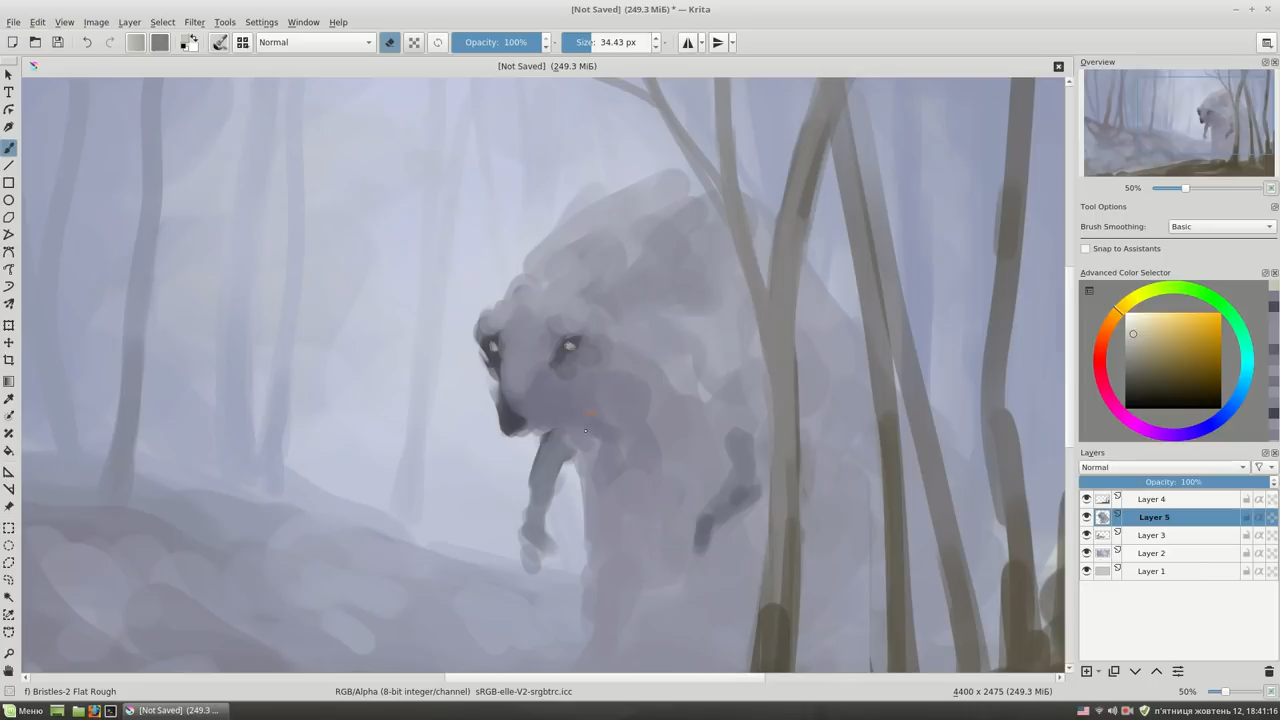 [Not Saved] (249.3 MiБ) * — Krita
File Edit View Image Layer Select Filter Tools Settings Window Help
Normal Opacity: 100% Size: 34.43 px
[Not Saved] (249.3 MiБ)
Overview
50%
Tool Options
Brush Smoothing: Basic
Snap to Assistants
Advanced Color Selector
Layers
Normal
Opacity: 100%
Layer 4
Layer 5
Layer 3
Layer 2
Layer 1
f) Bristles-2 Flat Rough RGB/Alpha (8-bit integer/channel) sRGB-elle-V2-srgbtrc.icc 4400 x 2475 (249.3 MiБ) 50%
Меню [Not Saved] (249.3 ... п'ятниця жовтень 12, 18:41:16